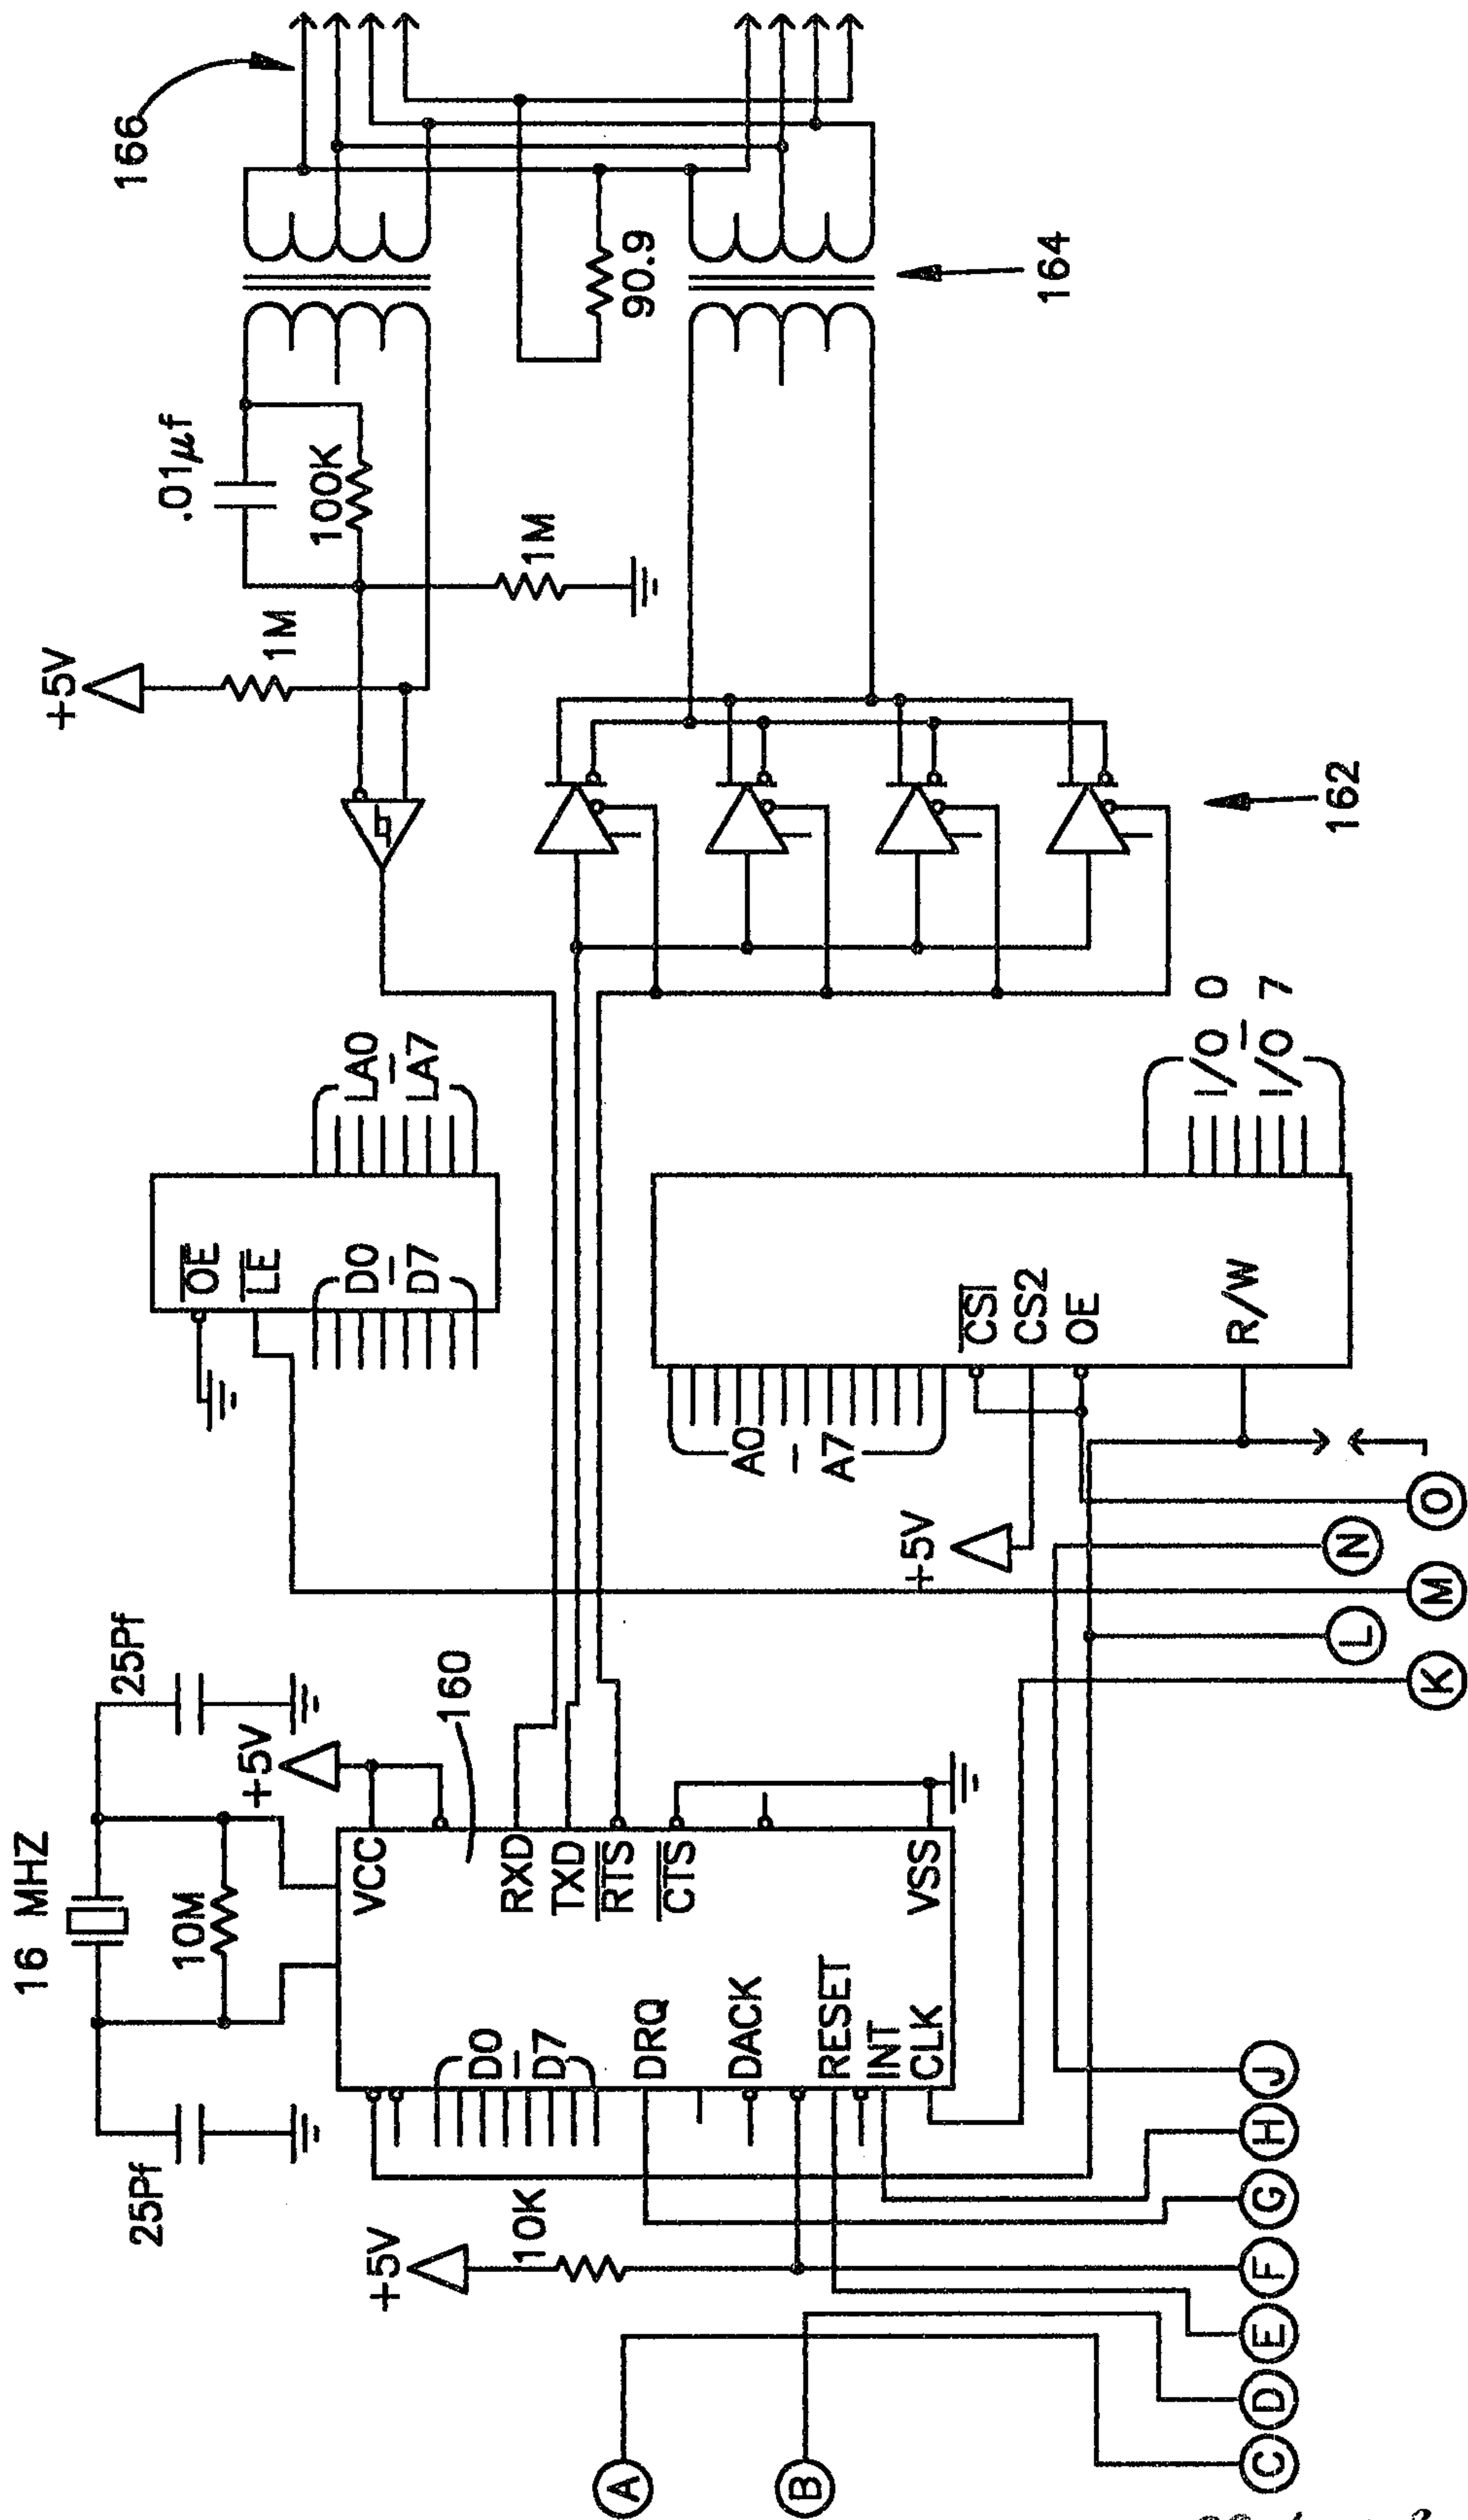 16 MHZ
25Pf
25Pf
10M
+5V
160
+5V
10K
VCC
RXD
TXD
RTS
CTS
VSS
D0
–
D7
DRQ
DACK
RESET
INT
CLK
OE
LE
D0
–
D7
LA0
–
LA7
+5V
1M
.01μf
100K
1M
166
90.9
164
162
+5V
A0
–
A7
CS1
CS2
OE
R/W
I/O 0
–
I/O 7
A
B
C
D
E
F
G
H
J
K
L
M
N
O